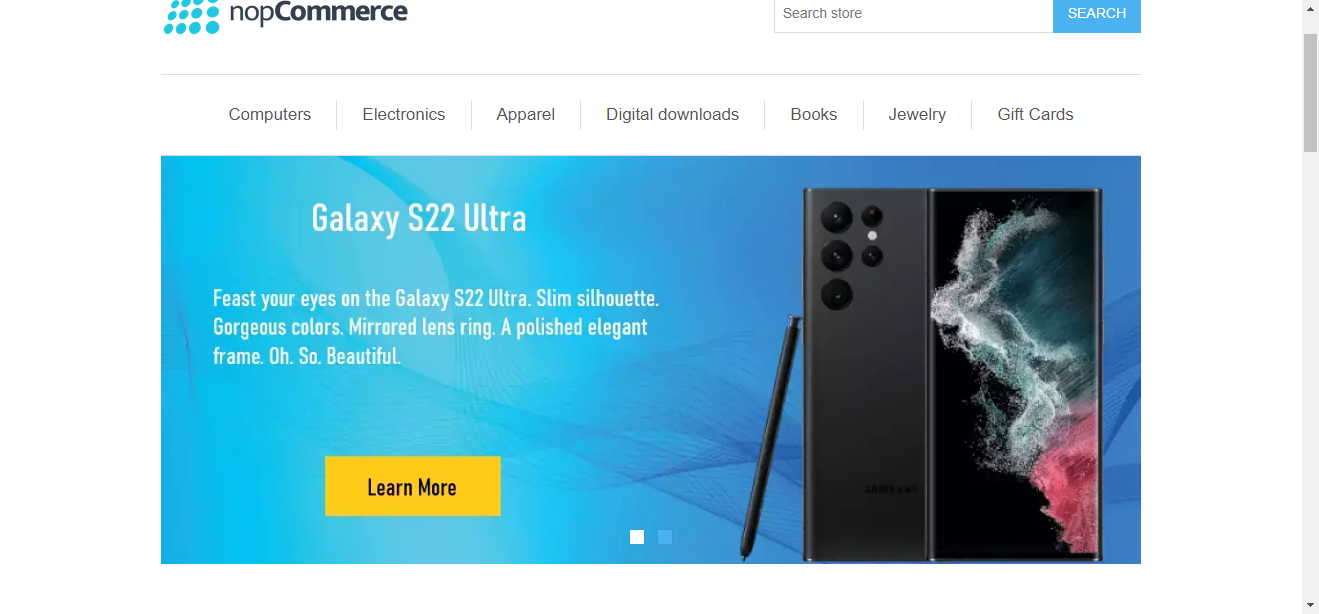 nopCommerce
Search store
SEARCH
Computers
Electronics
Apparel
Digital downloads
Books
Jewelry
Gift Cards
Galaxy S22 Ultra
Feast your eyes on the Galaxy S22 Ultra. Slim silhouette.
Gorgeous colors. Mirrored lens ring. A polished elegant
frame. Oh. So. Beautiful.
Learn More
SAMSUNG